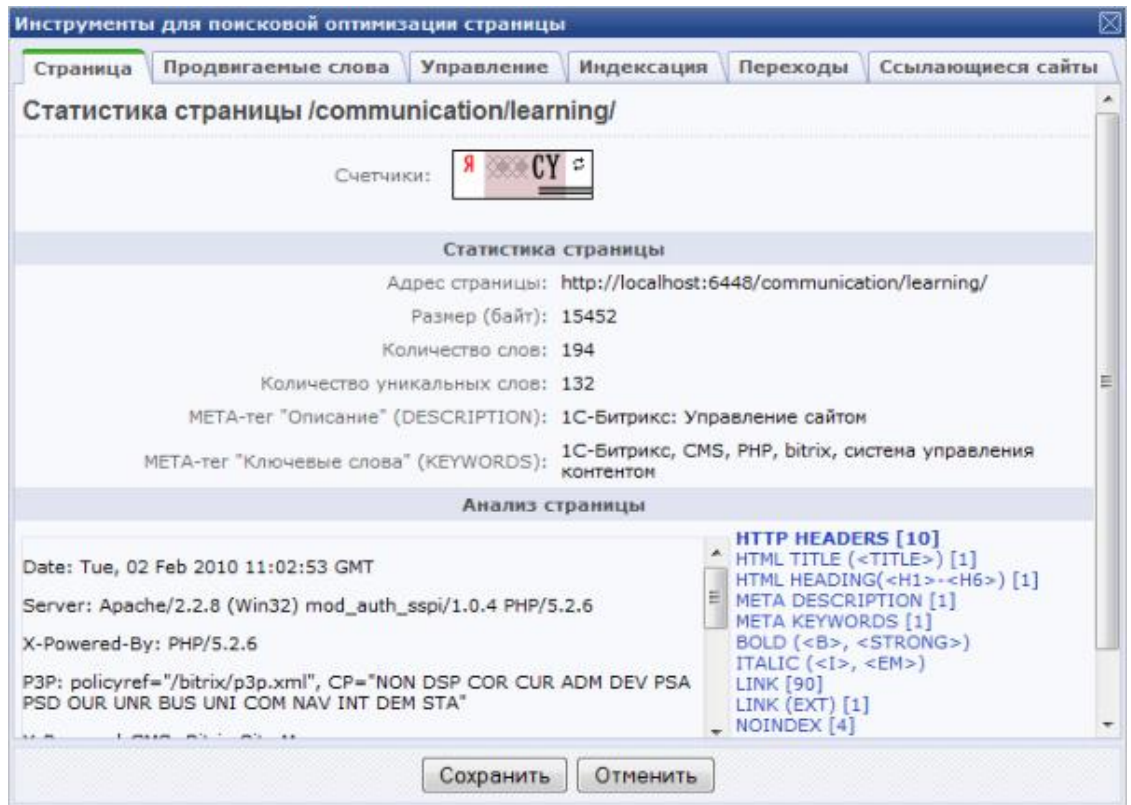 Инструменты для поисковой оптимизации страницы
Страница Продвигаемые слова Управление Индексация Переходы Ссылающиеся сайты
Статистика страницы /communication/learning/
Счетчики: Я CY
Статистика страницы
Адрес страницы: http://localhost:6448/communication/learning/
Размер (байт): 15452
Количество слов: 194
Количество уникальных слов: 132
META-тег "Описание" (DESCRIPTION): 1С-Битрикс: Управление сайтом
META-тег "Ключевые слова" (KEYWORDS): 1С-Битрикс, CMS, PHP, bitrix, система управления
контентом
Анализ страницы
Date: Tue, 02 Feb 2010 11:02:53 GMT
Server: Apache/2.2.8 (Win32) mod_auth_sspi/1.0.4 PHP/5.2.6
X-Powered-By: PHP/5.2.6
P3P: policyref="/bitrix/p3p.xml", CP="NON DSP COR CUR ADM DEV PSA
PSD OUR UNR BUS UNI COM NAV INT DEM STA"
HTTP HEADERS [10]
HTML TITLE (<TITLE>) [1]
HTML HEADING(<H1>-<H6>) [1]
META DESCRIPTION [1]
META KEYWORDS [1]
BOLD (<B>, <STRONG>)
ITALIC (<I>, <EM>)
LINK [90]
LINK (EXT) [1]
NOINDEX [4]
Сохранить Отменить